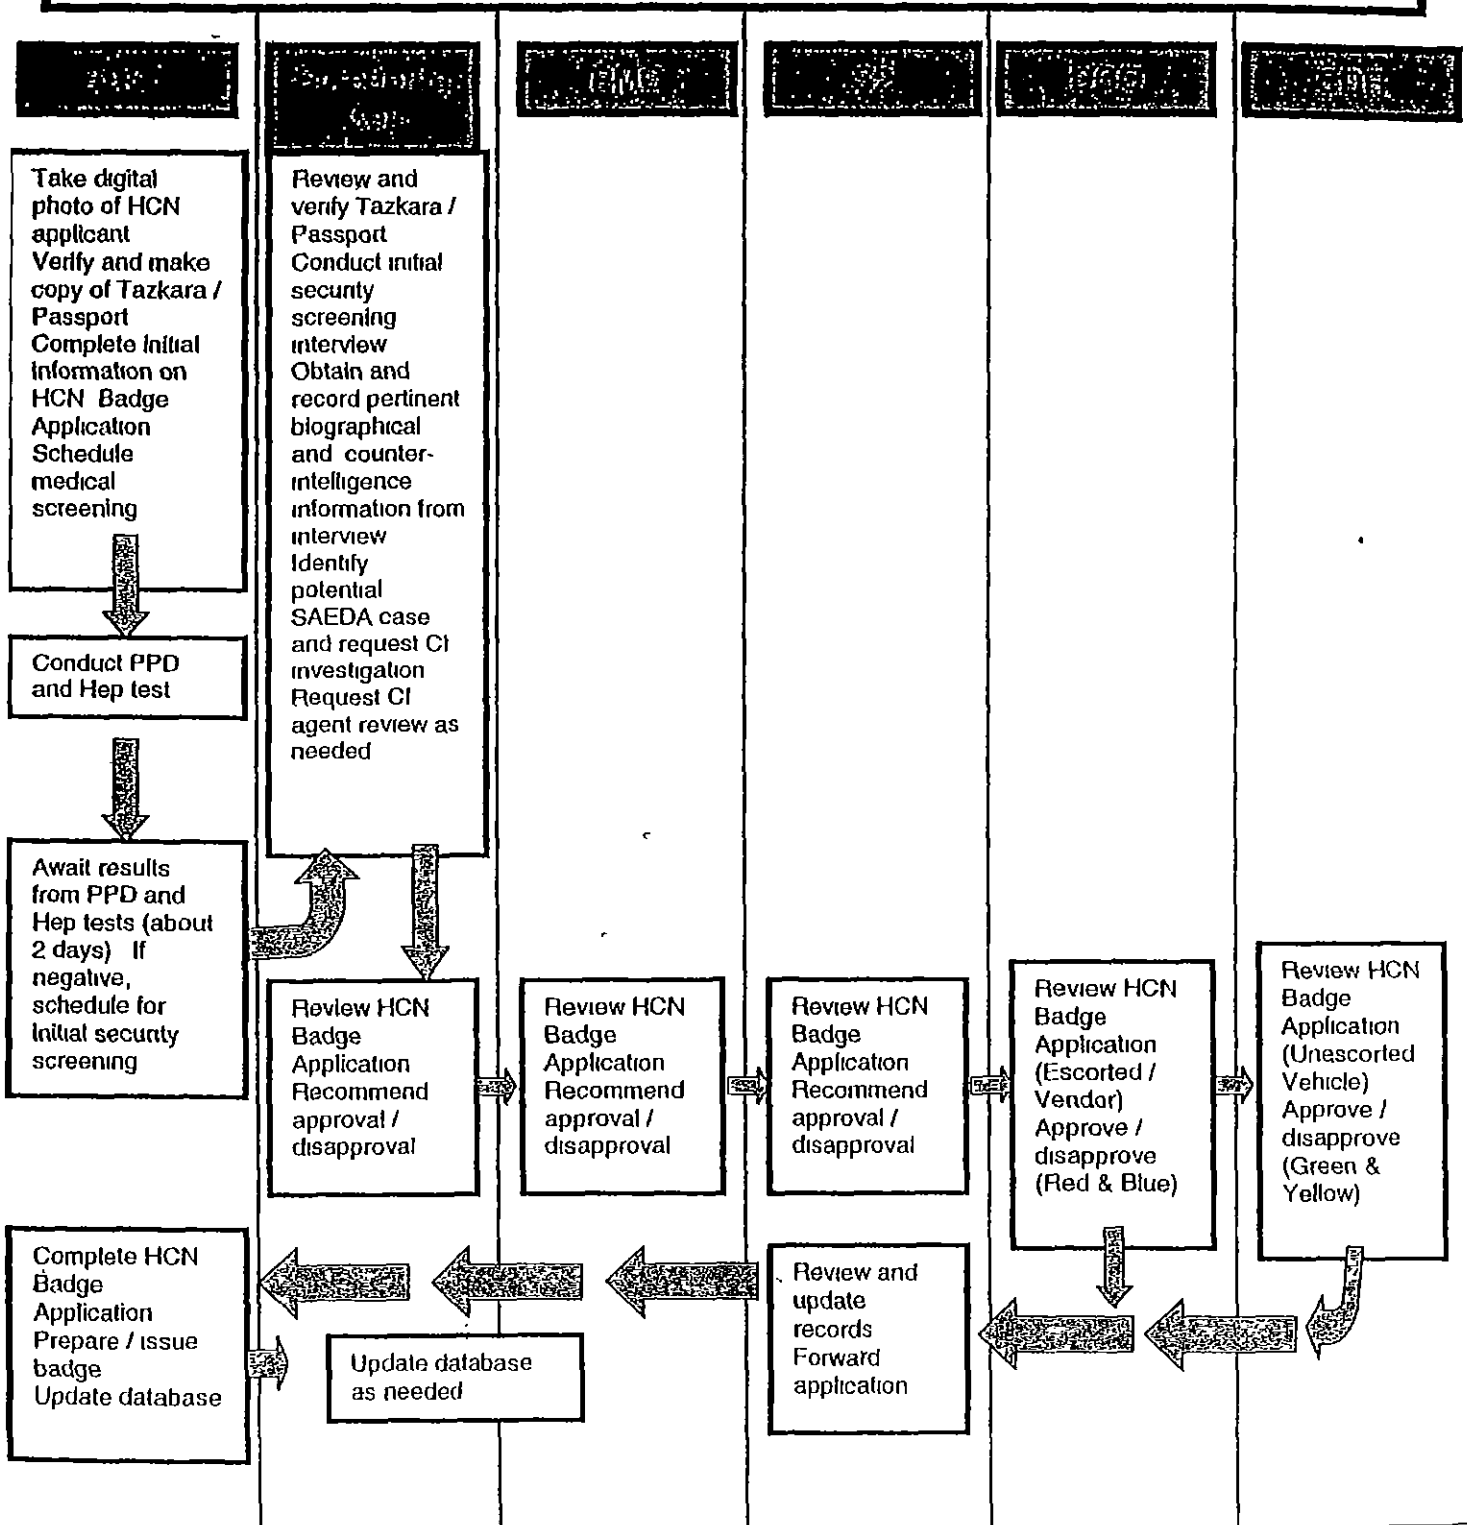 Take digital
photo of HCN
applicant
Verify and make
copy of Tazkara /
Passport
Complete Initial
Information on
HCN Badge
Application
Schedule
medical
screening
Conduct PPD
and Hep test
Await results
from PPD and
Hep tests (about
2 days) If
negative,
schedule for
Initial security
screening
Complete HCN
Badge
Application
Prepare / issue
badge
Update database
Review and
verify Tazkara /
Passport
Conduct initial
security
screening
interview
Obtain and
record pertinent
biographical
and counter-
intelligence
information from
interview
Identify
potential
SAEDA case
and request CI
investigation
Request CI
agent review as
needed
Review HCN
Badge
Application
Recommend
approval /
disapproval
Update database
as needed
Review HCN
Badge
Application
Recommend
approval /
disapproval
Review HCN
Badge
Application
Recommend
approval /
disapproval
Review and
update
records
Forward
application
Review HCN
Badge
Application
(Escorted /
Vendor)
Approve /
disapprove
(Red & Blue)
Review HCN
Badge
Application
(Unescorted
Vehicle)
Approve /
disapprove
(Green &
Yellow)